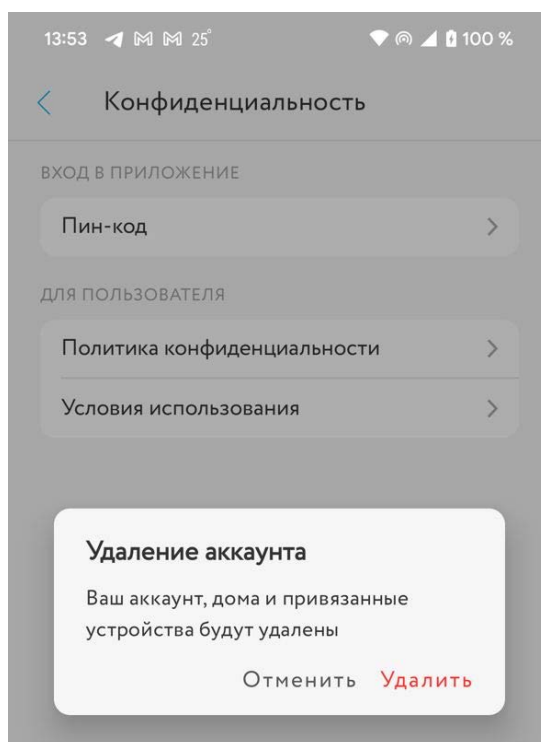 13:53 25°
100 %
Конфиденциальность
ВХОД В ПРИЛОЖЕНИЕ
Пин-код
ДЛЯ ПОЛЬЗОВАТЕЛЯ
Политика конфиденциальности
Условия использования
Удаление аккаунта
Ваш аккаунт, дома и привязанные
устройства будут удалены
Отменить Удалить